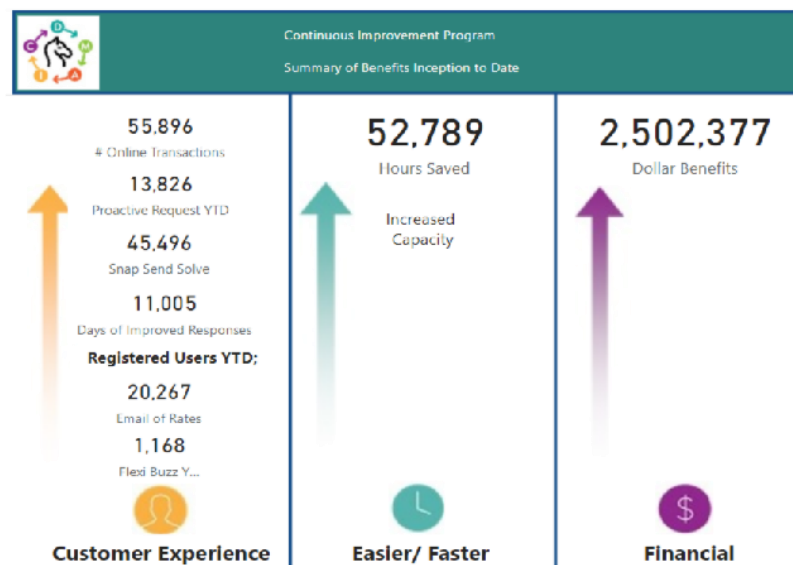 Continuous Improvement Program
Summary of Benefits Inception to Date
D
C
M
I
A
55,896
# Online Transactions
13,826
Proactive Request YTD
45,496
Snap Send Solve
11,005
Days of Improved Responses
Registered Users YTD;
20,267
Email of Rates
1,168
Flexi Buzz Y...
Customer Experience
52,789
Hours Saved
Increased
Capacity
Easier/ Faster
2,502,377
Dollar Benefits
$
Financial